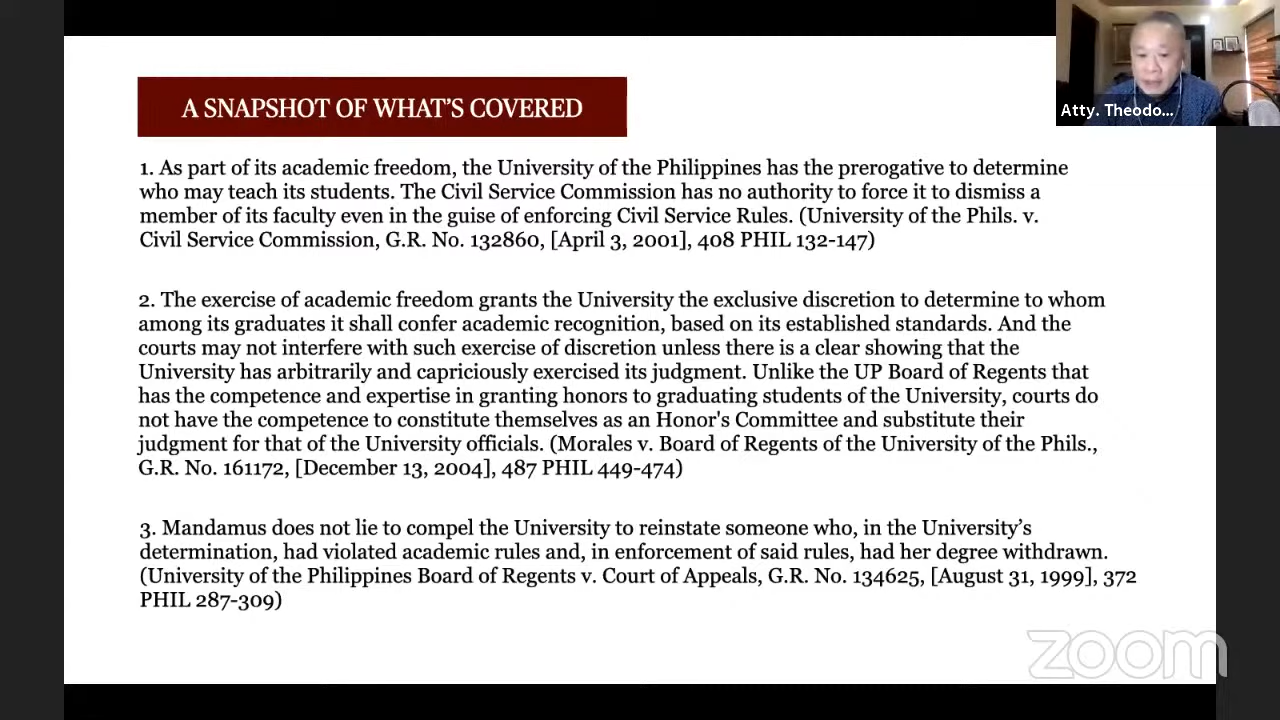 A SNAPSHOT OF WHAT'S COVERED
Atty. Theodo...
1. As part of its academic freedom, the University of the Philippines has the prerogative to determine
who may teach its students. The Civil Service Commission has no authority to force it to dismiss a
member of its faculty even in the guise of enforcing Civil Service Rules. (University of the Phils. v.
Civil Service Commission, G.R. No. 132860, [April 3, 2001], 408 PHIL 132-147)
2. The exercise of academic freedom grants the University the exclusive discretion to determine to whom
among its graduates it shall confer academic recognition, based on its established standards. And the
courts may not interfere with such exercise of discretion unless there is a clear showing that the
University has arbitrarily and capriciously exercised its judgment. Unlike the UP Board of Regents that
has the competence and expertise in granting honors to graduating students of the University, courts do
not have the competence to constitute themselves as an Honor's Committee and substitute their
judgment for that of the University officials. (Morales v. Board of Regents of the University of the Phils.,
G.R. No. 161172, [December 13, 2004], 487 PHIL 449-474)
3. Mandamus does not lie to compel the University to reinstate someone who, in the University's
determination, had violated academic rules and, in enforcement of said rules, had her degree withdrawn.
(University of the Philippines Board of Regents v. Court of Appeals, G.R. No. 134625, [August 31, 1999], 372
PHIL 287-309)
zoom